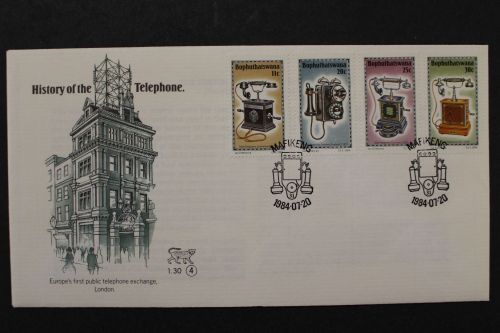 History of the Telephone.
Bophuthatswana
11c
Bophuthatswana
20c
Bophuthatswana
25c
Bophuthatswana
30c
MAFIKENG
1984·07·20
MAFIKENG
1984·07·20
1.30 4
Europe's first public telephone exchange,
London.